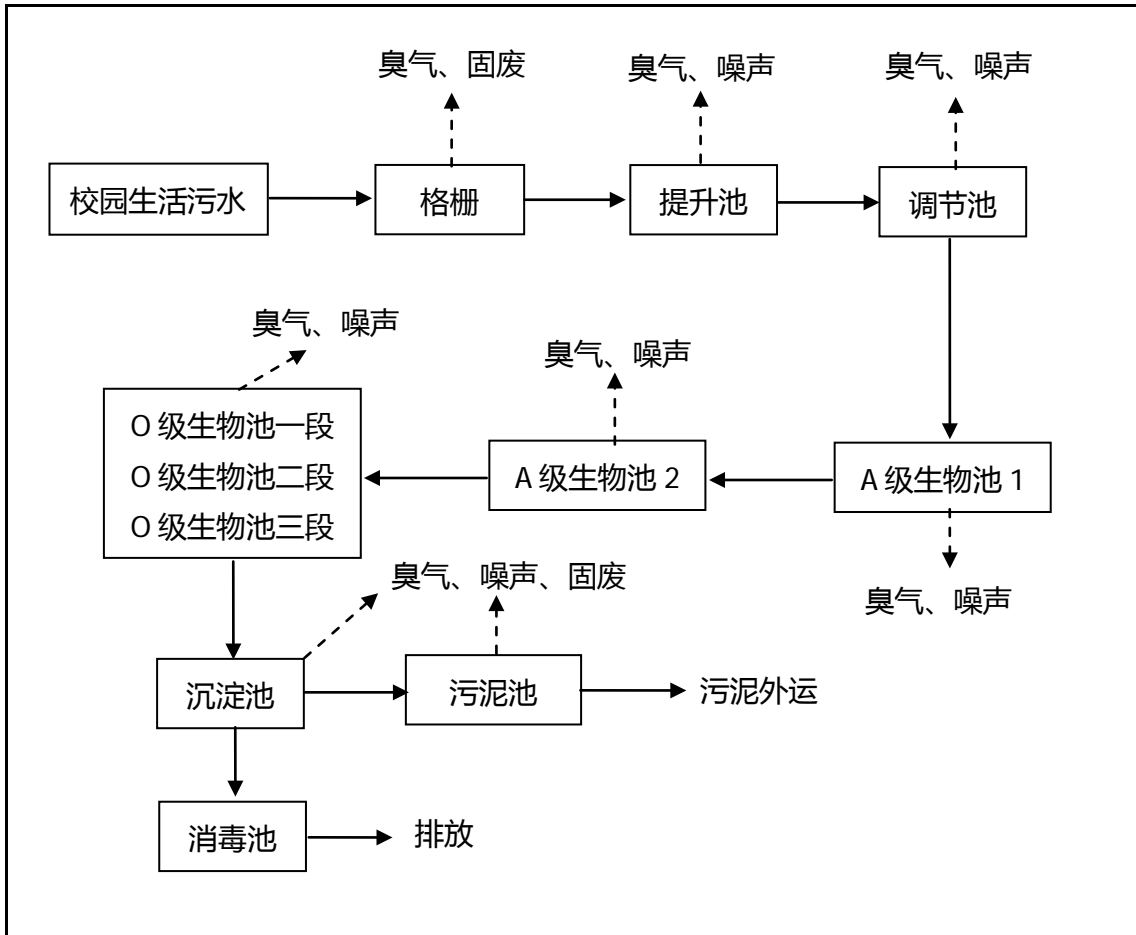 臭气、固废
臭气、噪声
臭气、噪声
校园生活污水
格栅
提升池
调节池
臭气、噪声
臭气、噪声
O 级生物池一段
O 级生物池二段
O 级生物池三段
A 级生物池 2
A 级生物池 1
臭气、噪声、固废
臭气、噪声
沉淀池
污泥池
污泥外运
消毒池
排放